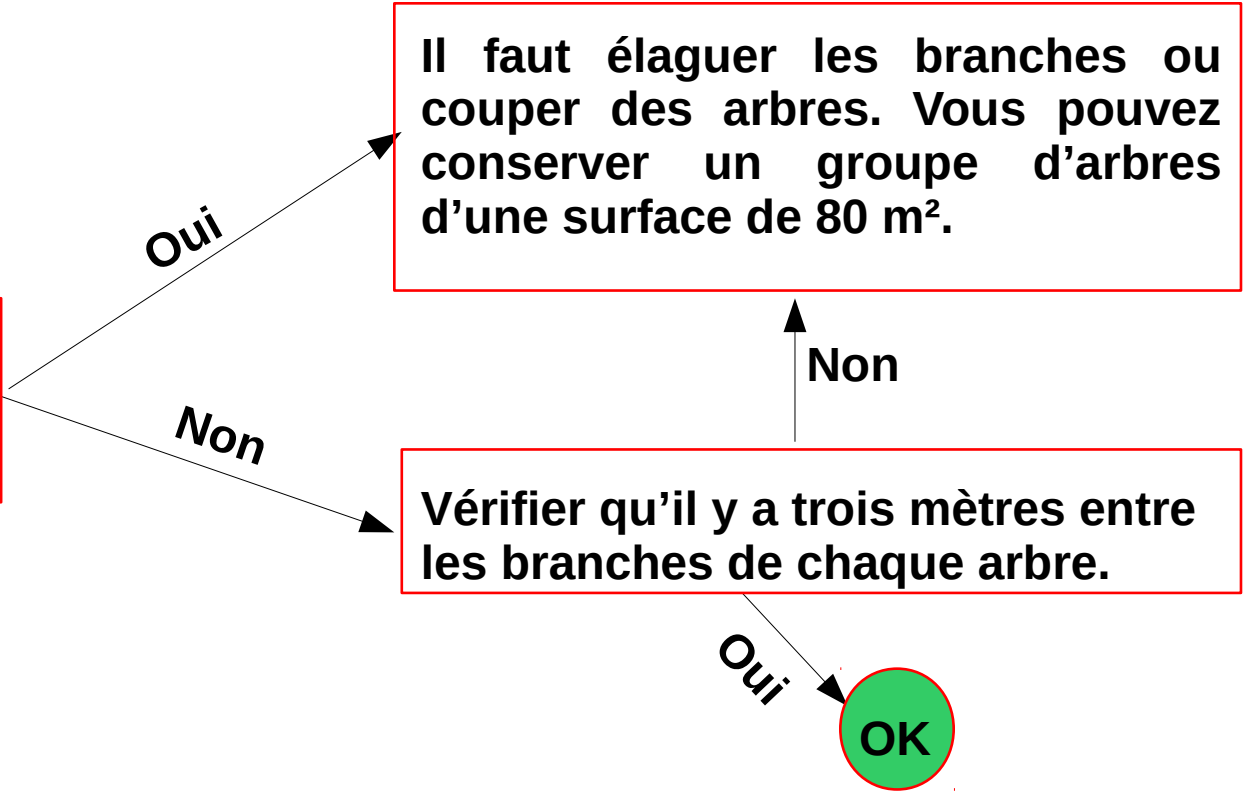 Il faut élaguer les branches ou
couper des arbres. Vous pouvez
conserver un groupe d’arbres
d’une surface de 80 m².
Oui
Non
Non
Vérifier qu’il y a trois mètres entre
les branches de chaque arbre.
Oui
OK